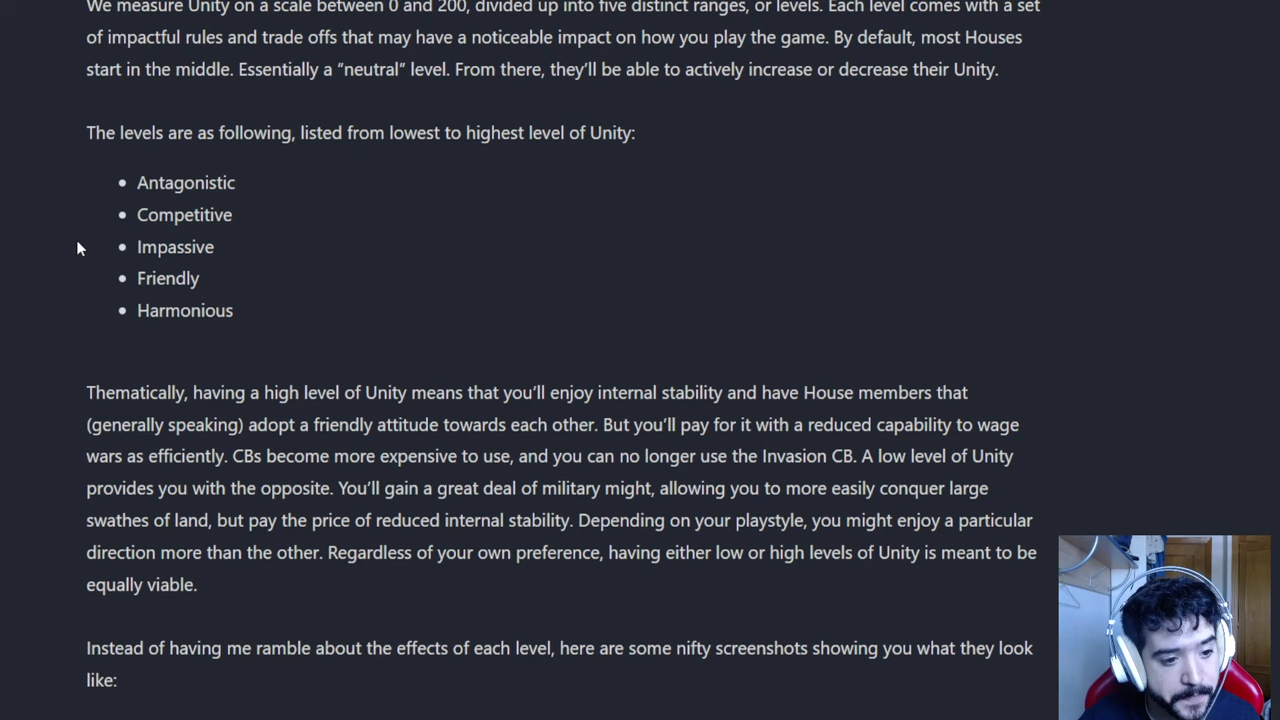 We measure Unity on a scale between 0 and 200, divided up into five distinct ranges, or levels. Each level comes with a set
of impactful rules and trade offs that may have a noticeable impact on how you play the game. By default, most Houses
start in the middle. Essentially a “neutral” level. From there, they’ll be able to actively increase or decrease their Unity.
The levels are as following, listed from lowest to highest level of Unity:
• Antagonistic
• Competitive
• Impassive
• Friendly
• Harmonious
Thematically, having a high level of Unity means that you’ll enjoy internal stability and have House members that
(generally speaking) adopt a friendly attitude towards each other. But you’ll pay for it with a reduced capability to wage
wars as efficiently. CBs become more expensive to use, and you can no longer use the Invasion CB. A low level of Unity
provides you with the opposite. You’ll gain a great deal of military might, allowing you to more easily conquer large
swathes of land, but pay the price of reduced internal stability. Depending on your playstyle, you might enjoy a particular
direction more than the other. Regardless of your own preference, having either low or high levels of Unity is meant to be
equally viable.
Instead of having me ramble about the effects of each level, here are some nifty screenshots showing you what they look
like: